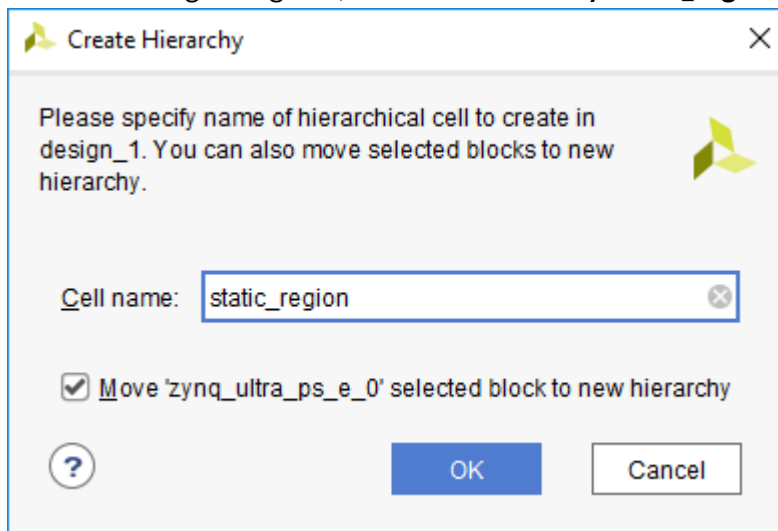 Create Hierarchy
Please specify name of hierarchical cell to create in
design_1. You can also move selected blocks to new
hierarchy.
Cell name: static_region
Move 'zynq_ultra_ps_e_0' selected block to new hierarchy
? OK Cancel